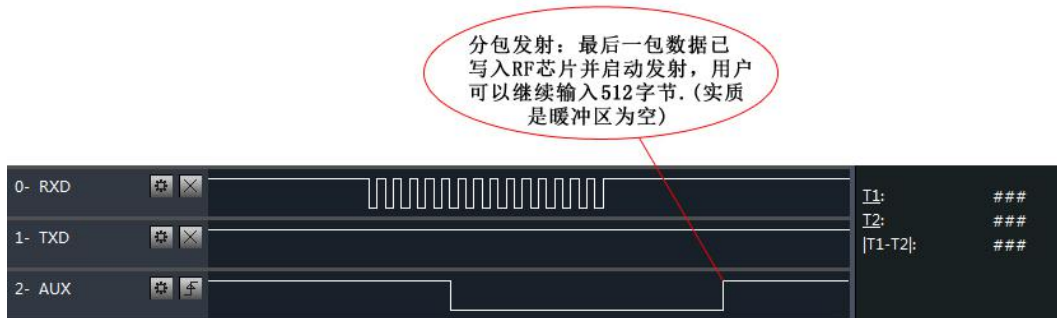 分包发射：最后一包数据已
写入RF芯片并启动发射，用户
可以继续输入512字节.(实质
是暖冲区为空)
0- RXD
1- TXD
2- AUX
T1: ###
T2: ###
|T1-T2|: ###